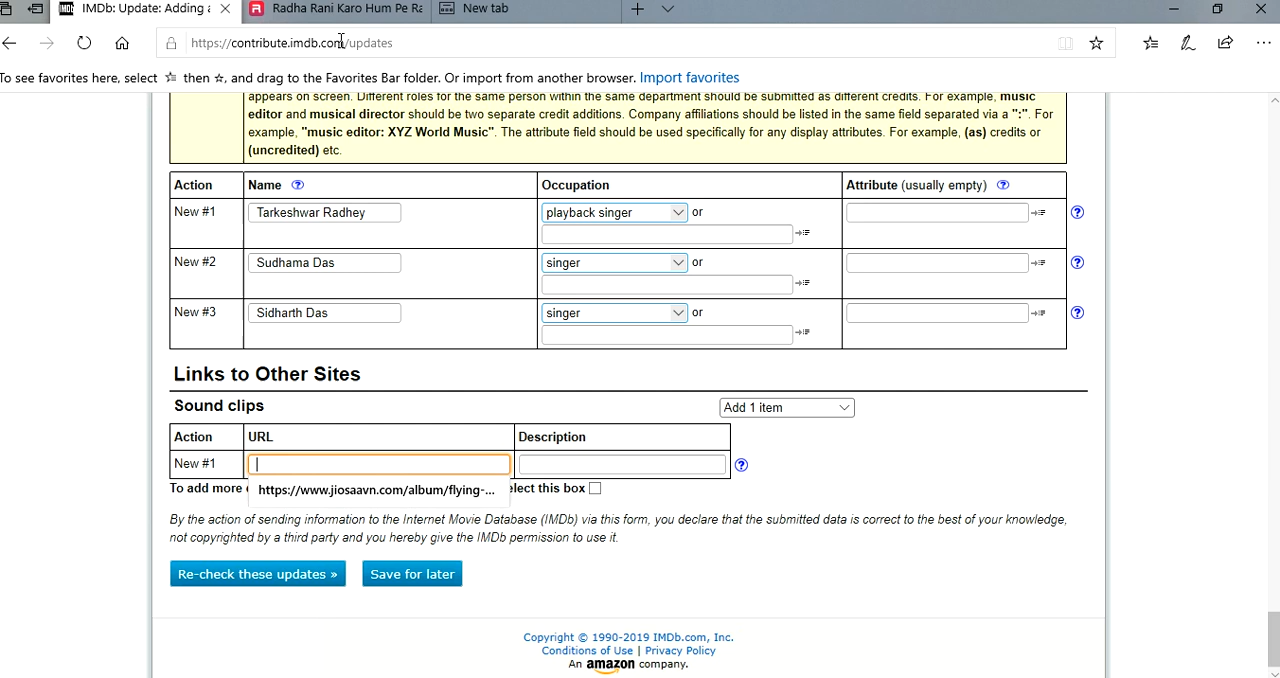 IMDb: Update: Adding a
Radha Rani Karo Hum Pe Ra
New tab
https://contribute.imdb.com/updates
To see favorites here, select then ☆, and drag to the Favorites Bar folder. Or import from another browser. Import favorites
appears on screen. Different roles for the same person within the same department should be submitted as different credits. For example, music
editor and musical director should be two separate credit additions. Company affiliations should be listed in the same field separated via a ":". For
example, "music editor: XYZ World Music". The attribute field should be used specifically for any display attributes. For example, (as) credits or
(uncredited) etc.
Action Name ? Occupation Attribute (usually empty) ?
New #1 Tarkeshwar Radhey playback singer or ?
New #2 Sudhama Das singer or ?
New #3 Sidharth Das singer or ?
Links to Other Sites
Sound clips Add 1 item
Action URL Description
New #1 ?
https://www.jiosaavn.com/album/flying-...
To add more select this box
By the action of sending information to the Internet Movie Database (IMDb) via this form, you declare that the submitted data is correct to the best of your knowledge,
not copyrighted by a third party and you hereby give the IMDb permission to use it.
Re-check these updates » Save for later
Copyright © 1990-2019 IMDb.com, Inc.
Conditions of Use | Privacy Policy
An amazon company.